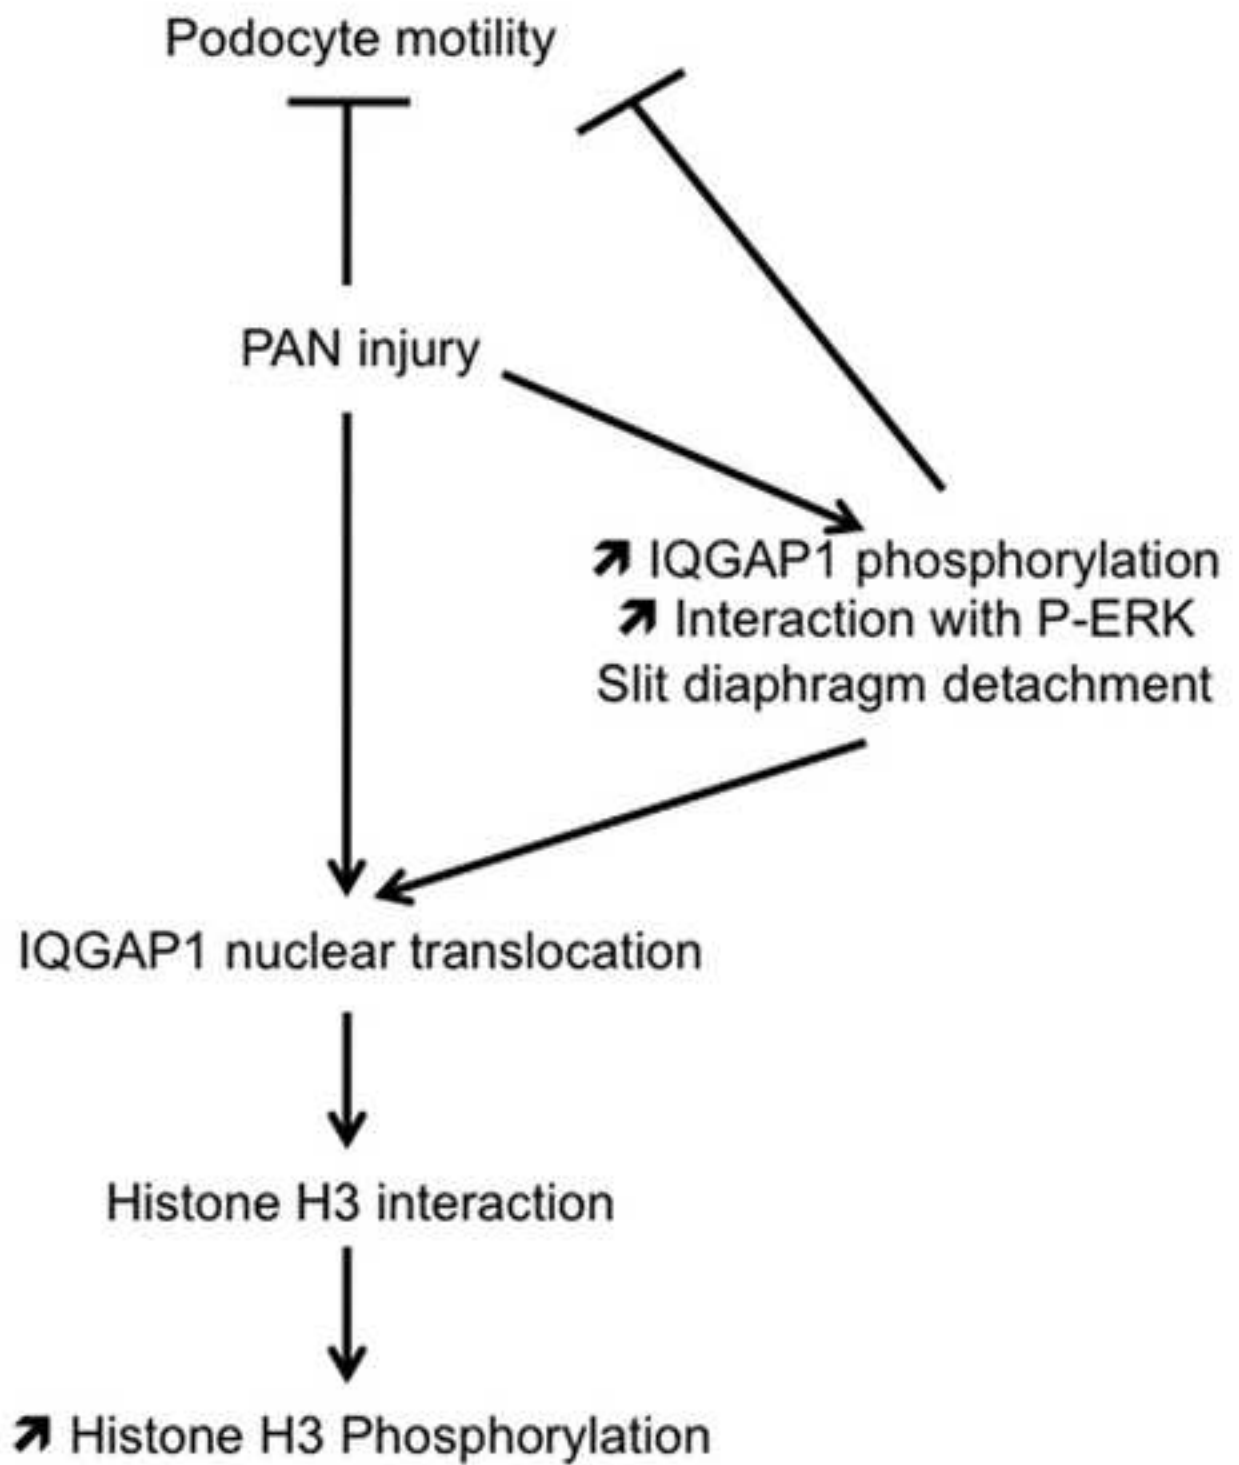 Podocyte motility
PAN injury
↗ IQGAP1 phosphorylation
↗ Interaction with P-ERK
Slit diaphragm detachment
IQGAP1 nuclear translocation
Histone H3 interaction
↗ Histone H3 Phosphorylation